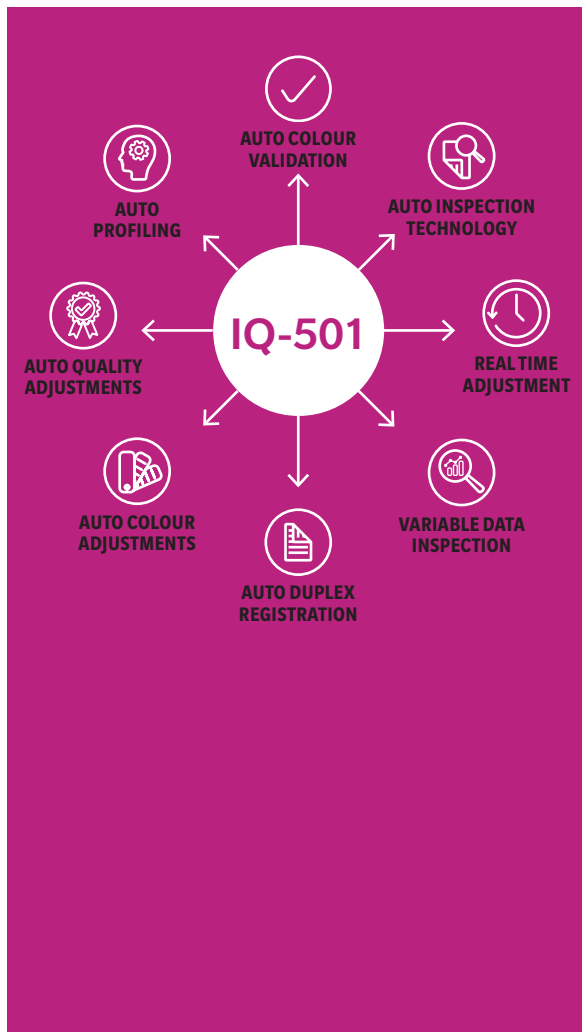 AUTO COLOUR
VALIDATION
AUTO
PROFILING
AUTO INSPECTION
TECHNOLOGY
IQ-501
AUTO QUALITY
ADJUSTMENTS
REAL TIME
ADJUSTMENT
AUTO COLOUR
ADJUSTMENTS
VARIABLE DATA
INSPECTION
AUTO DUPLEX
REGISTRATION